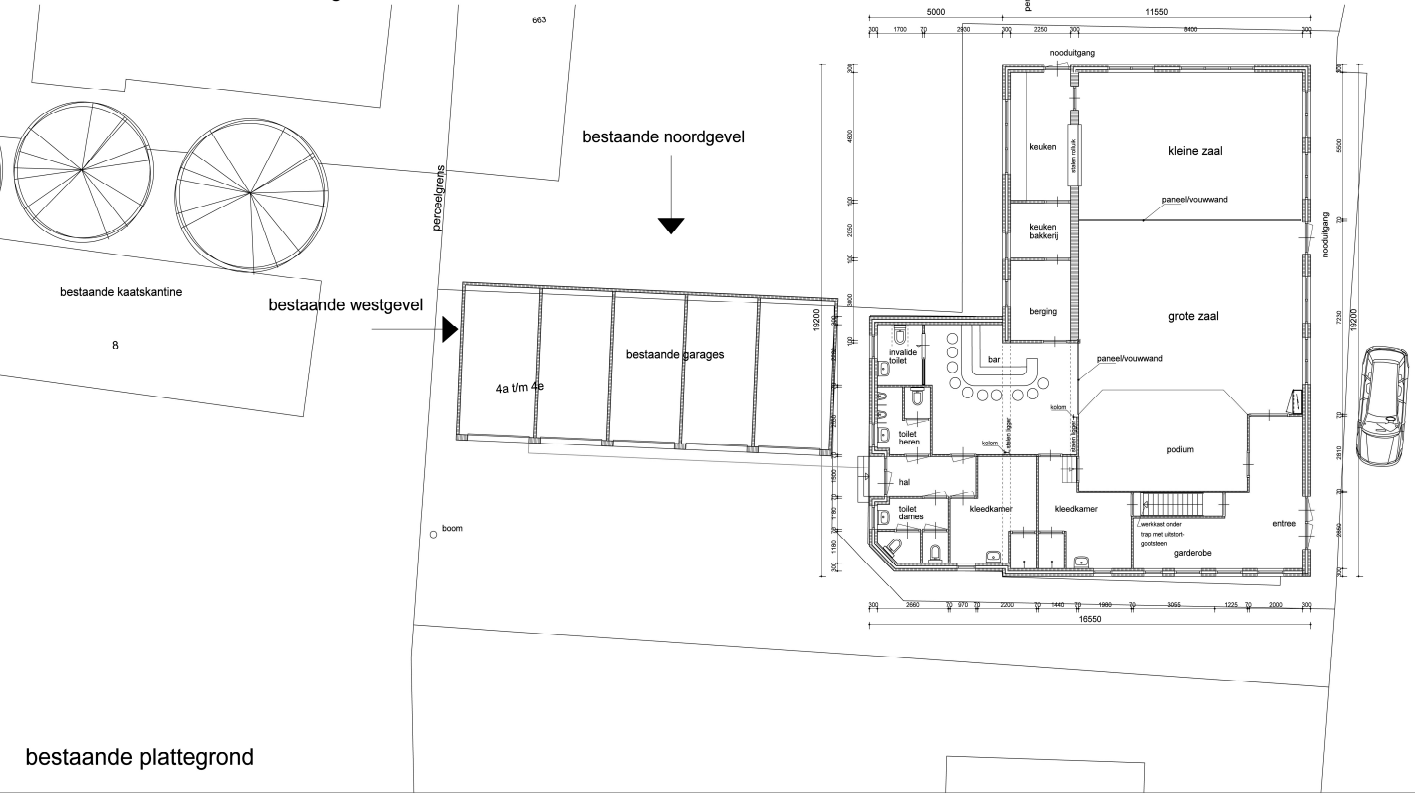 663
5000
11550
300
1700
70
2930
300
2250
300
8400
300
nooduitgang
bestaande noordgevel
keuken
stalen rolluik
kleine zaal
paneel/vouwwand
perceelgrens
keuken
bakkerij
nooduitgang
bestaande kaatskantine
8
bestaande westgevel
berging
grote zaal
19200
19200
4600
5500
7230
2810
2650
bestaande garages
4a t/m 4e
invalide
toilet
bar
paneel/vouwwand
kolom
kolom
stalen ligger
stalen ligger
toilet
heren
podium
hal
toilet
dames
kleedkamer
kleedkamer
werkkast onder
trap met uitstort-
gootsteen
entree
garderobe
boom
1500
1180
1180
300
2660
70
970
70
2200
70
1440
70
1980
70
3055
1225
70
2000
300
16550
bestaande plattegrond